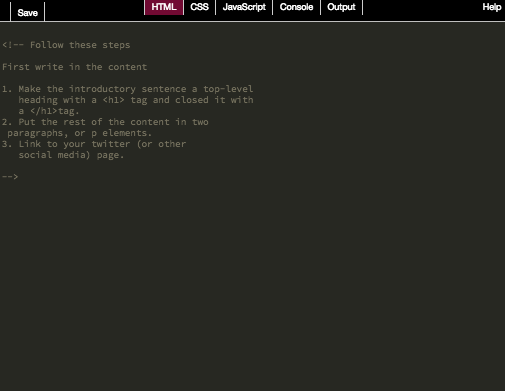 Save HTML CSS JavaScript Console Output Help
<!-- Follow these steps
First write in the content
1. Make the introductory sentence a top-level
heading with a <h1> tag and closed it with
a </h1>tag.
2. Put the rest of the content in two
paragraphs, or p elements.
3. Link to your twitter (or other
social media) page.
-->